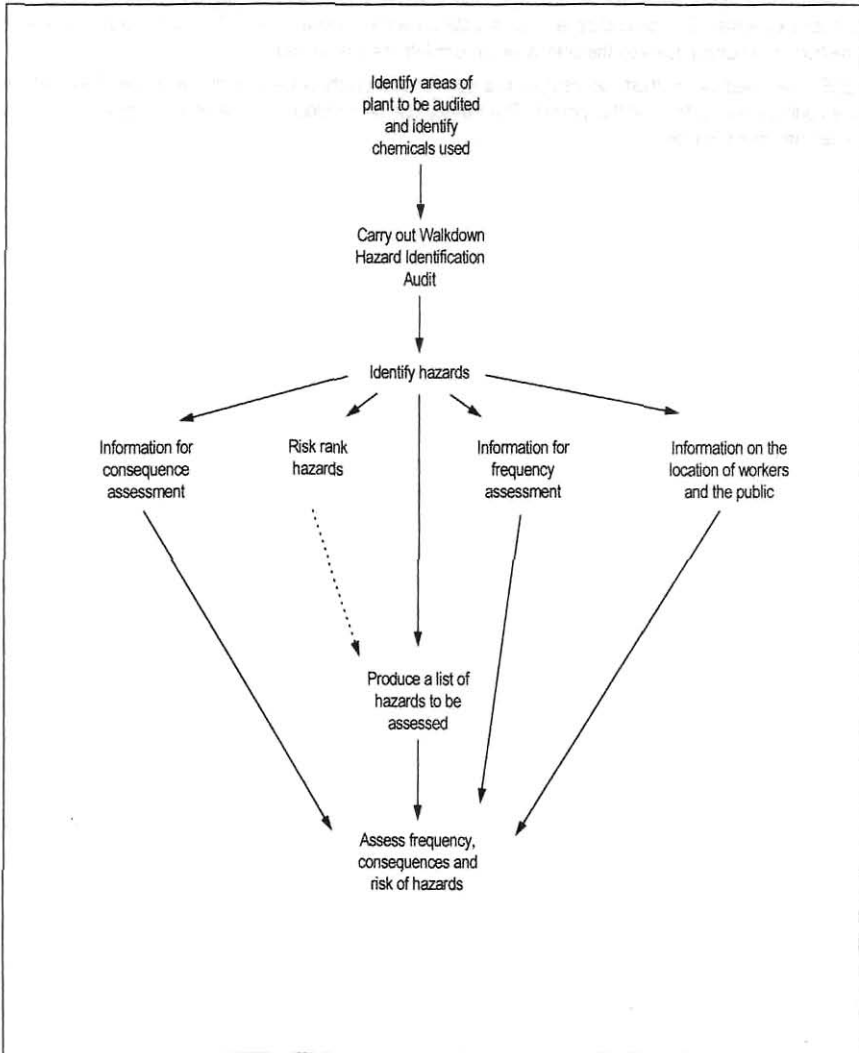 Identify areas of
plant to be audited
and identify
chemicals used
Carry out Walkdown
Hazard Identification
Audit
Identify hazards
Information for
consequence
assessment
Risk rank
hazards
Information for
frequency
assessment
Information on the
location of workers
and the public
Produce a list of
hazards to be
assessed
Assess frequency,
consequences and
risk of hazards